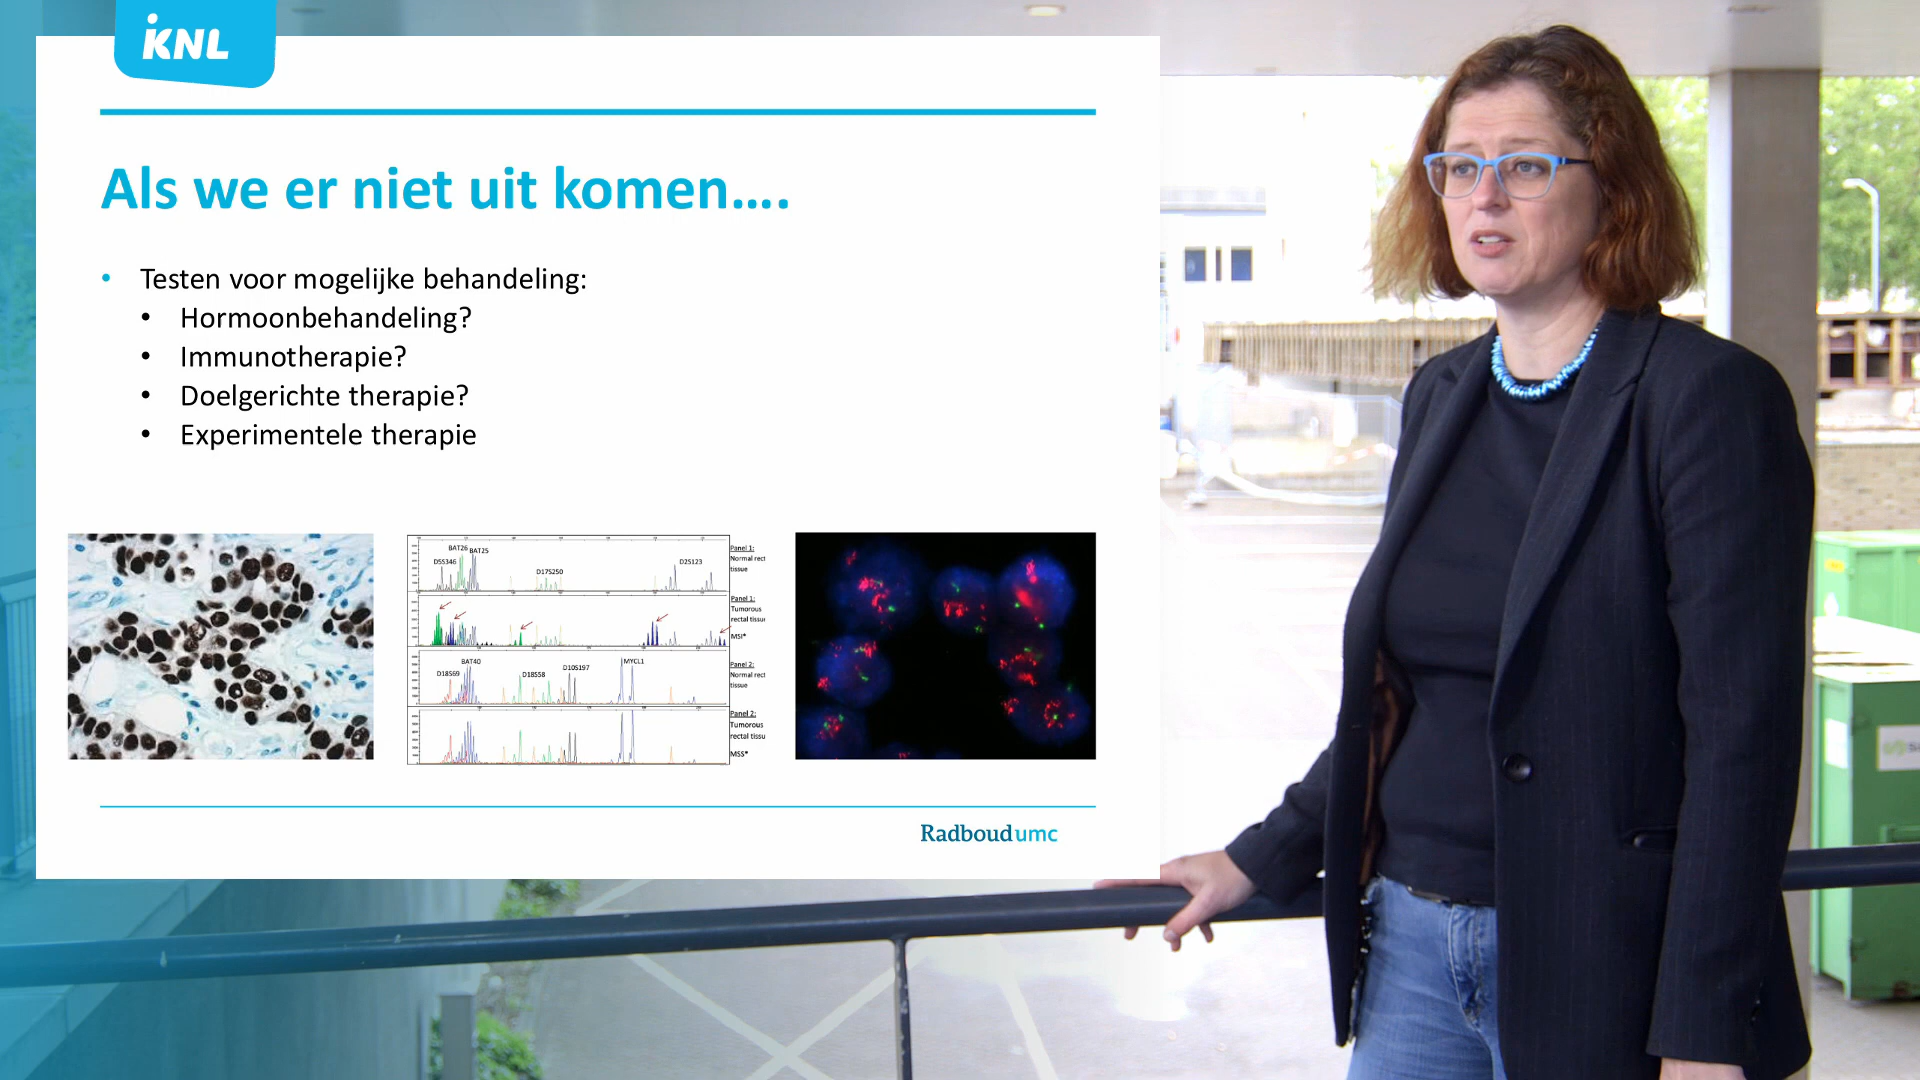 iKNL
Als we er niet uit komen....
• Testen voor mogelijke behandeling:
• Hormoonbehandeling?
• Immunotherapie?
• Doelgerichte therapie?
• Experimentele therapie
BAT26 BAT25
D5S346
D17S250
D2S123
Panel 1:
Normal rect
tissue
Panel 1:
Tumorous
rectal tissu
MSI*
BAT40
D18S69
D18S58
D10S197
MYCL1
Panel 2:
Normal rect
tissue
Panel 2:
Tumorous
rectal tissu
MSS*
Radboudumc